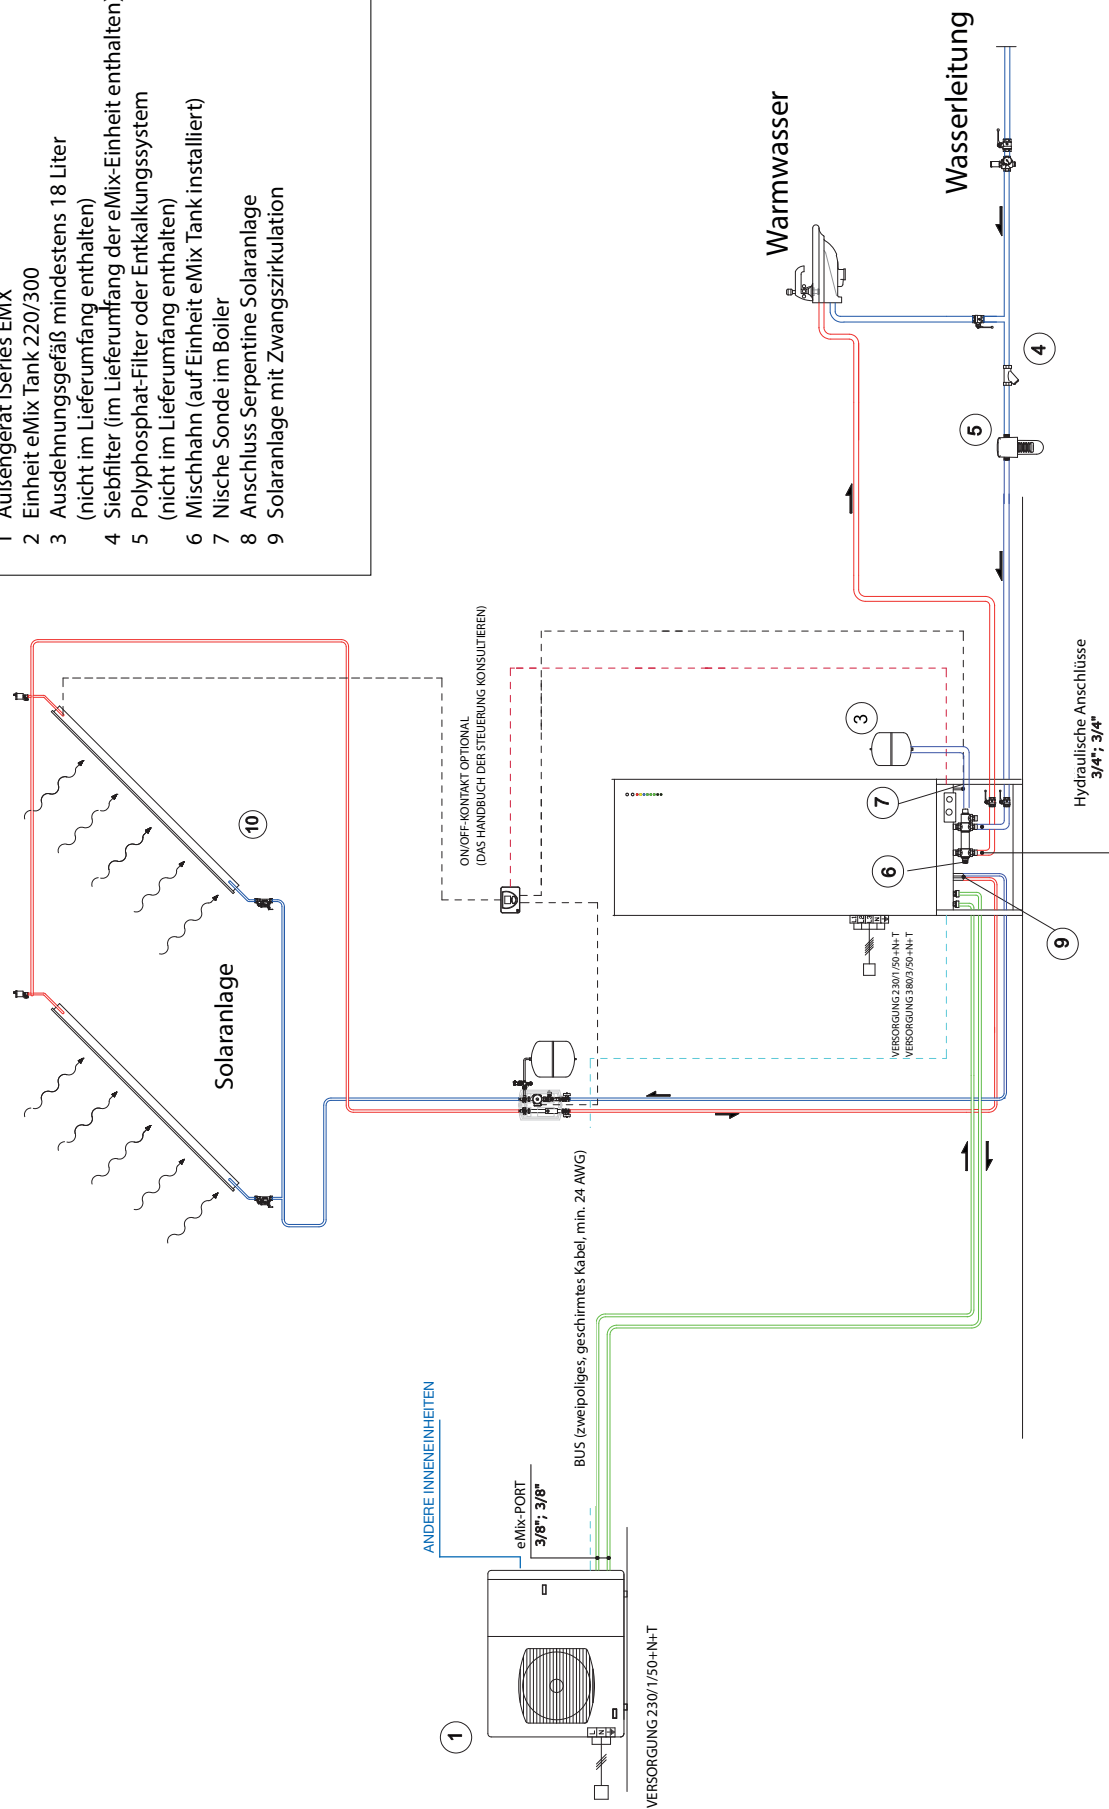 1 Außengerät iSeries EMX
2 Einheit eMix Tank 220/300
3 Ausdehnungsgefäß mindestens 18 Liter
(nicht im Lieferumfang enthalten)
4 Siebfilter (im Lieferumfang der eMix-Einheit enthalten)
5 Polyphosphat-Filter oder Entkalkungssystem
(nicht im Lieferumfang enthalten)
6 Mischhahn (auf Einheit eMix Tank installiert)
7 Nische Sonde im Boiler
8 Anschluss Serpentine Solaranlage
9 Solaranlage mit Zwangszirkulation
Solaranlage
10
ON/OFF-KONTAKT OPTIONAL
(DAS HANDBUCH DER STEUERUNG KONSULTIEREN)
Warmwasser
Wasserleitung
4
5
3
7
6
9
L
N
VERSORGUNG 230/1/50+N+T
VERSORGUNG 380/3/50+N+T
Hydraulische Anschlüsse
3/4"; 3/4"
ANDERE INNENEINHEITEN
eMix-PORT
3/8"; 3/8"
BUS (zweipoliges, geschirmtes Kabel, min. 24 AWG)
1
L
N
VERSORGUNG 230/1/50+N+T